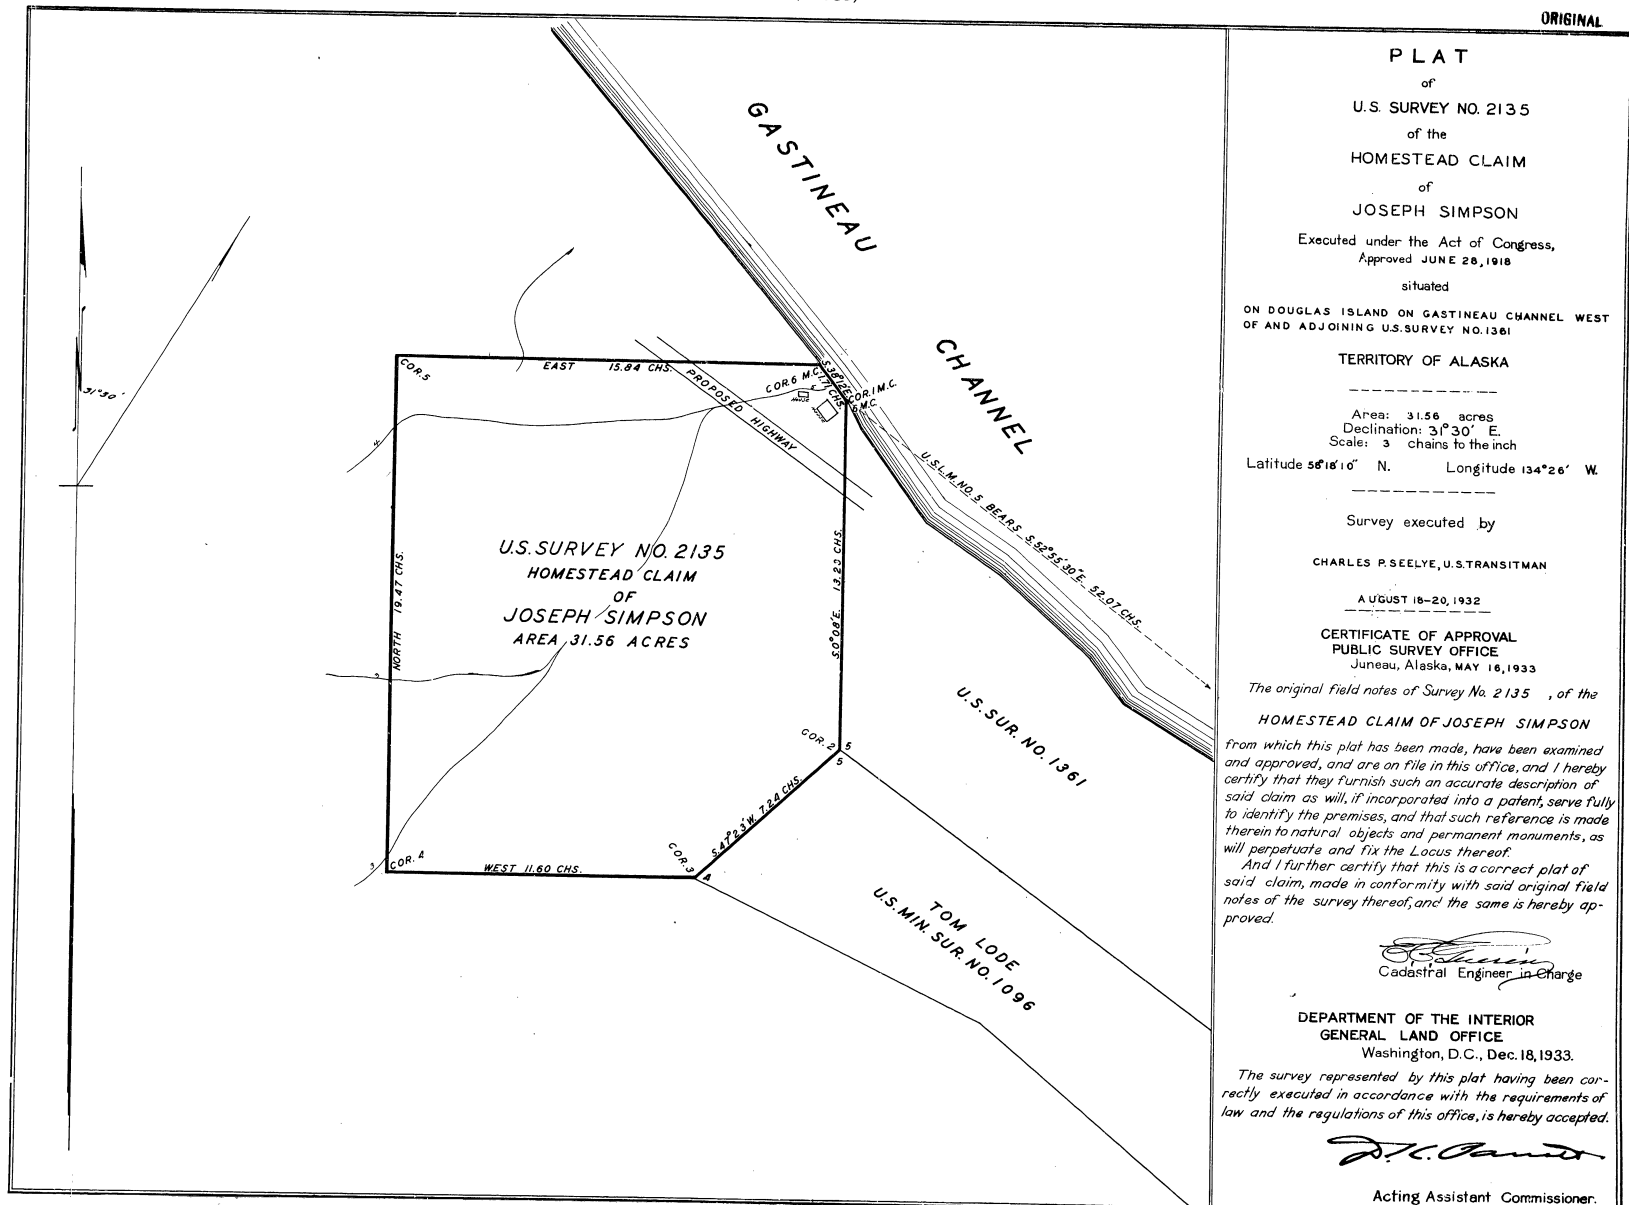 ORIGINAL
PLAT
of
U.S. SURVEY NO. 2135
of the
HOMESTEAD CLAIM
of
JOSEPH SIMPSON
Executed under the Act of Congress,
Approved JUNE 28, 1918
situated
ON DOUGLAS ISLAND ON GASTINEAU CHANNEL WEST
OF AND ADJOINING U.S. SURVEY NO. 1361
TERRITORY OF ALASKA
Area: 31.56 acres
Declination: 31°30′ E.
Scale: 3 chains to the inch
Latitude 58°18′10″ N. Longitude 134°26′ W.
Survey executed by
CHARLES P. SEELYE, U.S. TRANSITMAN
AUGUST 18-20, 1932
CERTIFICATE OF APPROVAL
PUBLIC SURVEY OFFICE
Juneau, Alaska, MAY 16, 1933
The original field notes of Survey No. 2135 , of the
HOMESTEAD CLAIM OF JOSEPH SIMPSON
from which this plat has been made, have been examined
and approved, and are on file in this office, and I hereby
certify that they furnish such an accurate description of
said claim as will, if incorporated into a patent, serve fully
to identify the premises, and that such reference is made
therein to natural objects and permanent monuments, as
will perpetuate and fix the Locus thereof.
And I further certify that this is a correct plat of
said claim, made in conformity with said original field
notes of the survey thereof, and the same is hereby ap-
proved.
Cadastral Engineer in Charge
DEPARTMENT OF THE INTERIOR
GENERAL LAND OFFICE
Washington, D.C., Dec. 18, 1933.
The survey represented by this plat having been cor-
rectly executed in accordance with the requirements of
law and the regulations of this office, is hereby accepted.
Acting Assistant Commissioner.
GASTINEAU
CHANNEL
31°30′
COR. 5
EAST 15.84 CHS.
PROPOSED HIGHWAY
COR. 6 M.C.
S. 38°12′E.
1.71 CHS.
COR. 1 M.C.
6 M.C.
HOUSE
U.S.L.M. NO. 5 BEARS S. 52°55′30″E. 52.07 CHS.
4
NORTH 19.47 CHS.
U.S. SURVEY NO. 2135
HOMESTEAD CLAIM
OF
JOSEPH SIMPSON
AREA 31.56 ACRES
S. 0°08′E. 13.20 CHS.
COR. 2
5
5
U.S. SUR. NO. 1361
S. 47°23′W. 7.24 CHS.
COR. 3
4
3
COR. 4
WEST 11.60 CHS.
TOM LODE
U.S. MIN. SUR. NO. 1096